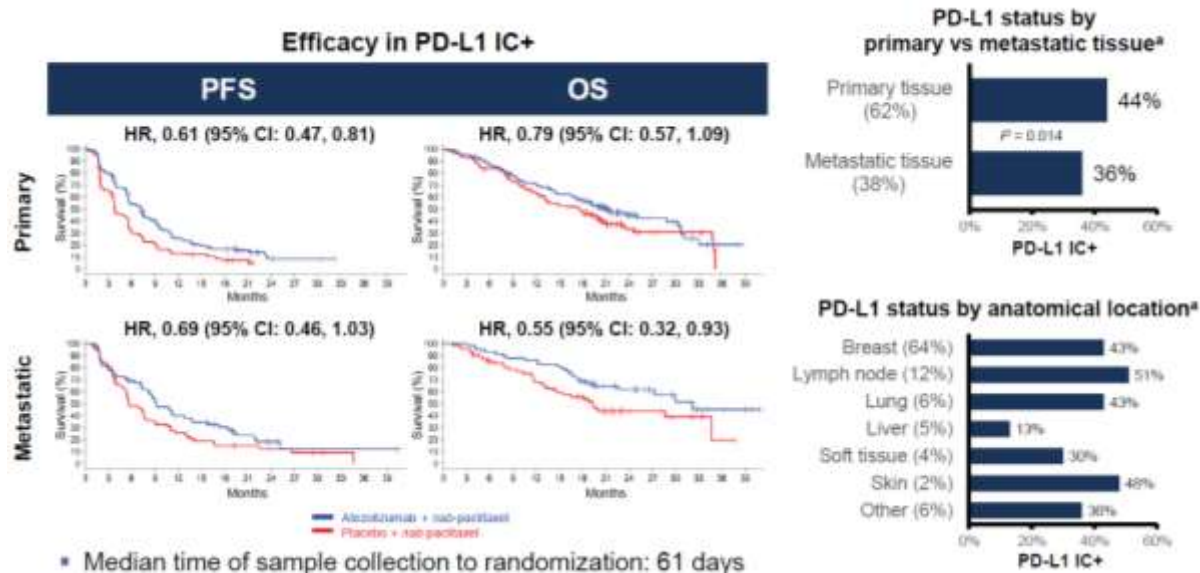 Efficacy in PD-L1 IC+
PFS
OS
Primary
HR, 0.61 (95% CI: 0.47, 0.81)
Survival (%)
Months
HR, 0.79 (95% CI: 0.57, 1.09)
Survival (%)
Months
Metastatic
HR, 0.69 (95% CI: 0.46, 1.03)
Survival (%)
Months
HR, 0.55 (95% CI: 0.32, 0.93)
Survival (%)
Months
Atezolizumab + nab-paclitaxel
Placebo + nab-paclitaxel
▪ Median time of sample collection to randomization: 61 days
PD-L1 status by
primary vs metastatic tissueª
Primary tissue
(62%)
44%
P = 0.014
Metastatic tissue
(38%)
36%
0% 20% 40% 60%
PD-L1 IC+
PD-L1 status by anatomical locationª
Breast (64%) 43%
Lymph node (12%) 51%
Lung (6%) 43%
Liver (5%) 13%
Soft tissue (4%) 30%
Skin (2%) 48%
Other (6%) 36%
0% 20% 40% 60%
PD-L1 IC+